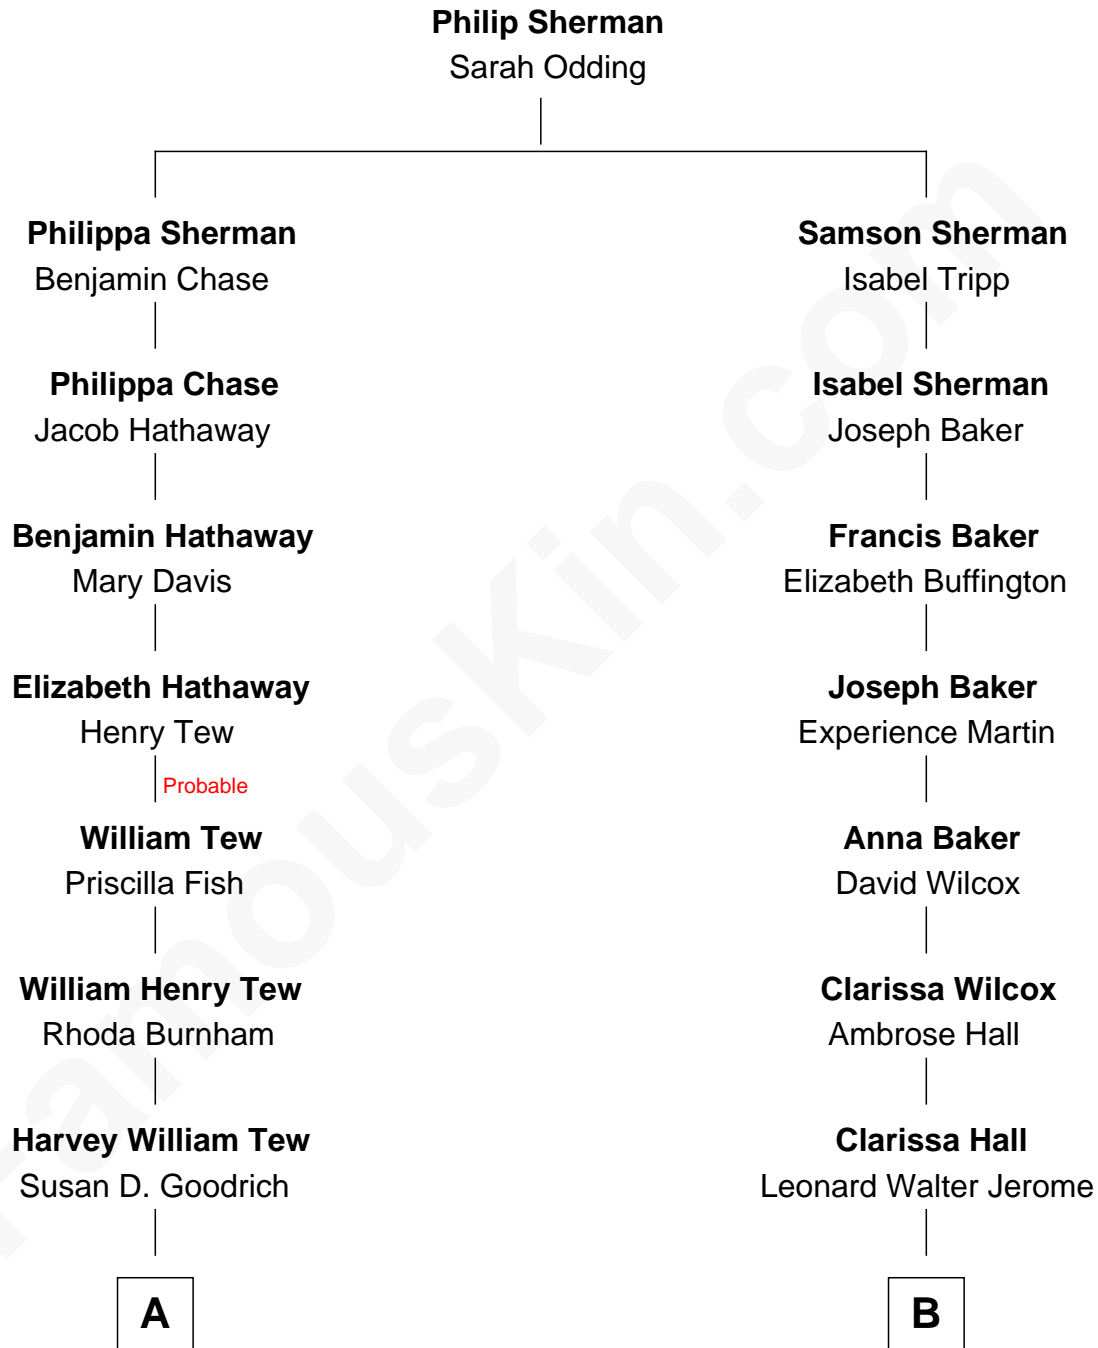 Philip Sherman
Sarah Odding
Philippa Sherman
Benjamin Chase
Samson Sherman
Isabel Tripp
Philippa Chase
Jacob Hathaway
Isabel Sherman
Joseph Baker
Benjamin Hathaway
Mary Davis
Francis Baker
Elizabeth Buffington
Elizabeth Hathaway
Henry Tew
Joseph Baker
Experience Martin
Probable
William Tew
Priscilla Fish
Anna Baker
David Wilcox
William Henry Tew
Rhoda Burnham
Clarissa Wilcox
Ambrose Hall
Harvey William Tew
Susan D. Goodrich
Clarissa Hall
Leonard Walter Jerome
A
B
FamousKin.com